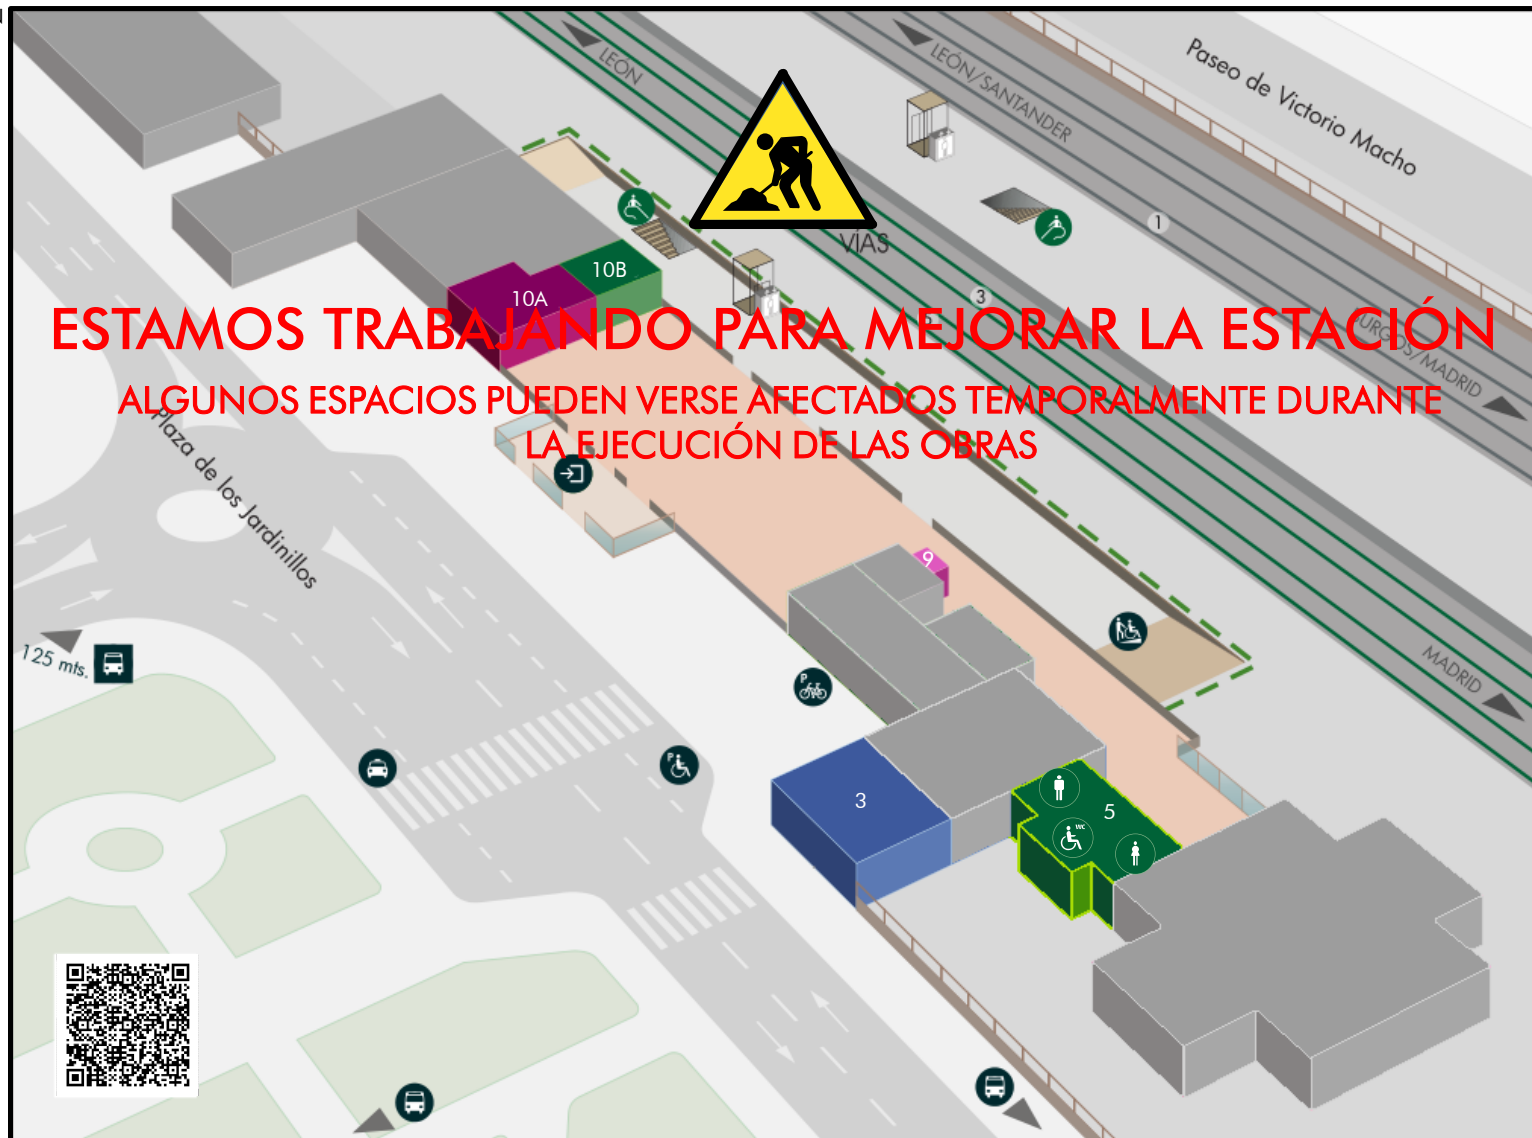 LEÓN
LEÓN/SANTANDER
Paseo de Victorio Macho
1
VÍAS
10B
10A
3
ESTAMOS TRABAJANDO PARA MEJORAR LA ESTACIÓN
URGOS/MADRID
ALGUNOS ESPACIOS PUEDEN VERSE AFECTADOS TEMPORALMENTE DURANTE
LA EJECUCIÓN DE LAS OBRAS
Plaza de los Jardinillos
9
125 mts.
MADRID
P
P
3
5
WC